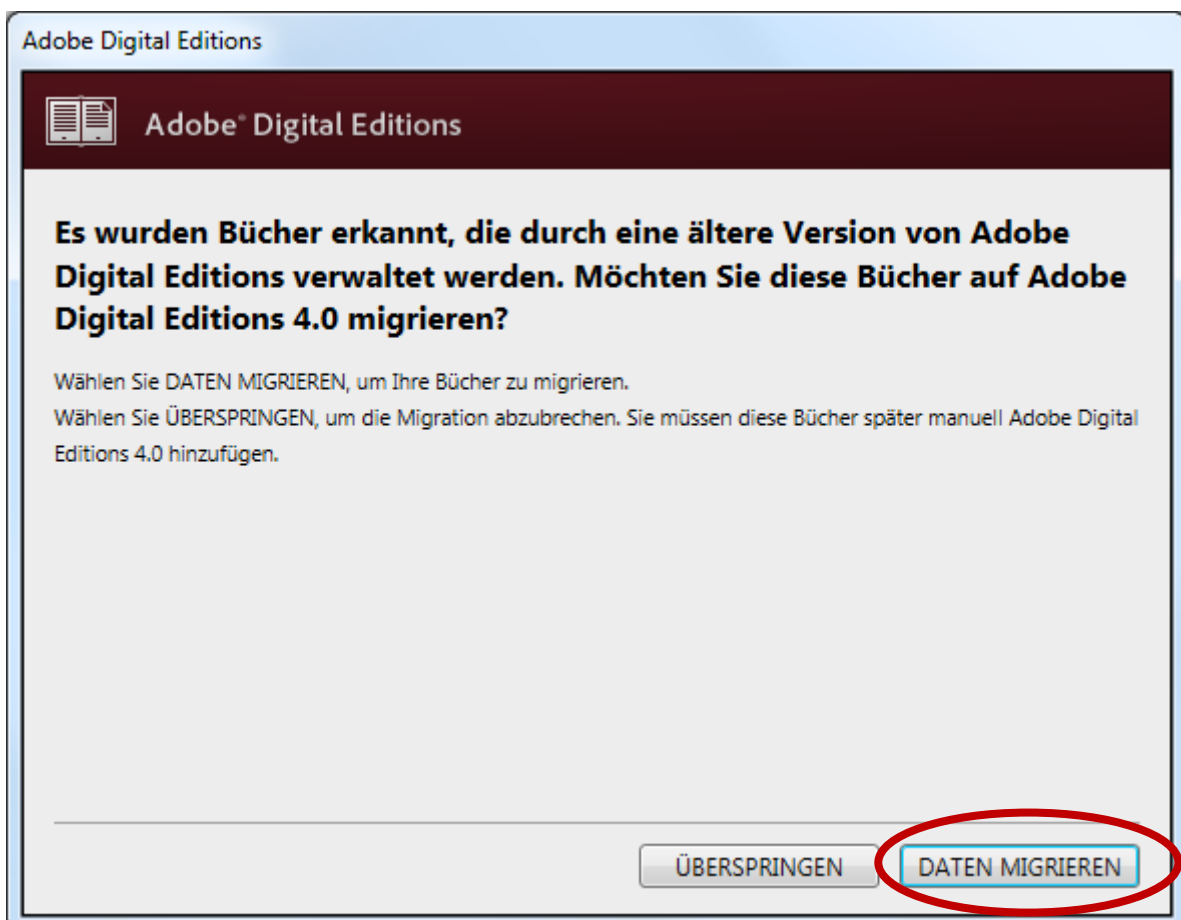 Adobe Digital Editions
Adobe® Digital Editions
Es wurden Bücher erkannt, die durch eine ältere Version von Adobe
Digital Editions verwaltet werden. Möchten Sie diese Bücher auf Adobe
Digital Editions 4.0 migrieren?
Wählen Sie DATEN MIGRIEREN, um Ihre Bücher zu migrieren.
Wählen Sie ÜBERSPRINGEN, um die Migration abzubrechen. Sie müssen diese Bücher später manuell Adobe Digital
Editions 4.0 hinzufügen.
ÜBERSPRINGEN DATEN MIGRIEREN